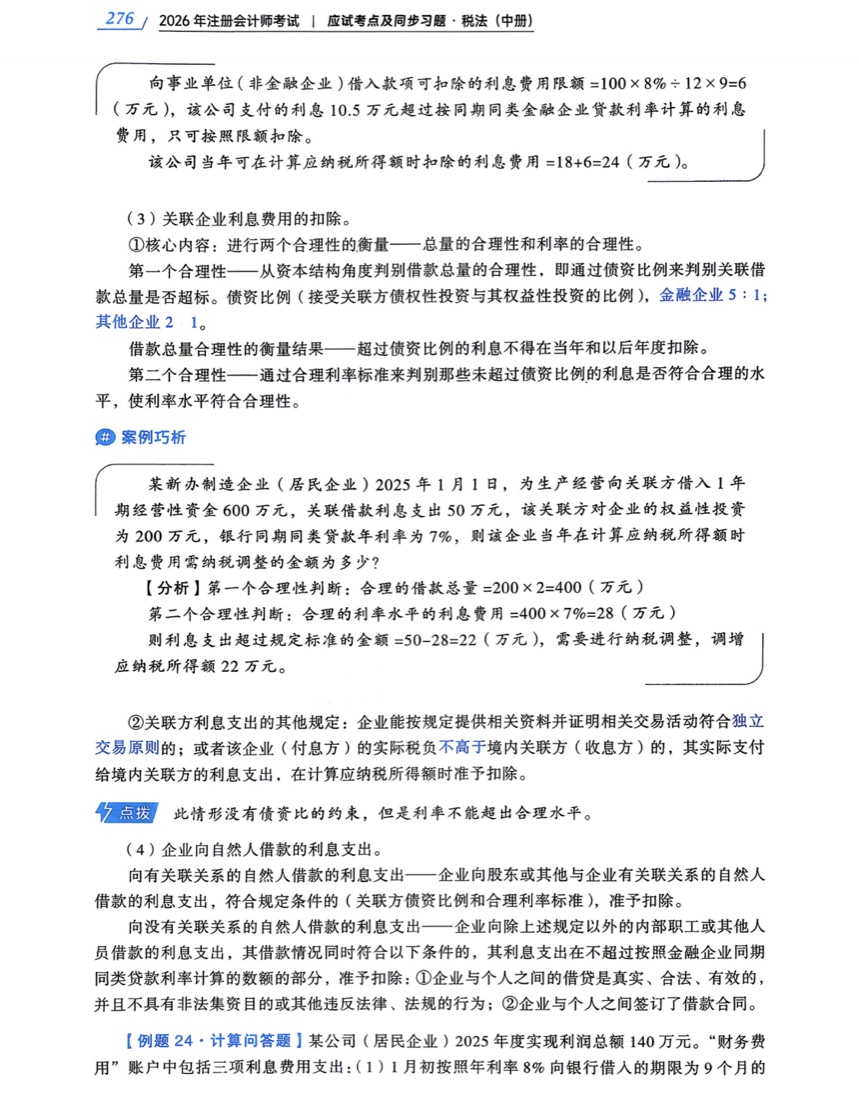 276 2026 年注册会计师考试 | 应试考点及同步习题·税法（中册）
向事业单位（非金融企业）借入款项可扣除的利息费用限额 =100×8%÷12×9=6
（万元），该公司支付的利息 10.5 万元超过按同期同类金融企业贷款利率计算的利息
费用，只可按照限额扣除。
该公司当年可在计算应纳税所得额时扣除的利息费用 =18+6=24（万元）。
（3）关联企业利息费用的扣除。
①核心内容：进行两个合理性的衡量——总量的合理性和利率的合理性。
第一个合理性——从资本结构角度判别借款总量的合理性，即通过债资比例来判别关联借
款总量是否超标。债资比例（接受关联方债权性投资与其权益性投资的比例），金融企业 5：1；
其他企业 2 1。
借款总量合理性的衡量结果——超过债资比例的利息不得在当年和以后年度扣除。
第二个合理性——通过合理利率标准来判别那些未超过债资比例的利息是否符合合理的水
平，使利率水平符合合理性。
# 案例巧析
某新办制造企业（居民企业）2025 年 1 月 1 日，为生产经营向关联方借入 1 年
期经营性资金 600 万元，关联借款利息支出 50 万元，该关联方对企业的权益性投资
为 200 万元，银行同期同类贷款年利率为 7%，则该企业当年在计算应纳税所得额时
利息费用需纳税调整的金额为多少？
【分析】第一个合理性判断：合理的借款总量 =200×2=400（万元）
第二个合理性判断：合理的利率水平的利息费用 =400×7%=28（万元）
则利息支出超过规定标准的金额 =50-28=22（万元），需要进行纳税调整，调增
应纳税所得额 22 万元。
②关联方利息支出的其他规定：企业能按规定提供相关资料并证明相关交易活动符合独立
交易原则的；或者该企业（付息方）的实际税负不高于境内关联方（收息方）的，其实际支付
给境内关联方的利息支出，在计算应纳税所得额时准予扣除。
点拨 此情形没有债资比的约束，但是利率不能超出合理水平。
（4）企业向自然人借款的利息支出。
向有关联关系的自然人借款的利息支出——企业向股东或其他与企业有关联关系的自然人
借款的利息支出，符合规定条件的（关联方债资比例和合理利率标准），准予扣除。
向没有关联关系的自然人借款的利息支出——企业向除上述规定以外的内部职工或其他人
员借款的利息支出，其借款情况同时符合以下条件的，其利息支出在不超过按照金融企业同期
同类贷款利率计算的数额的部分，准予扣除：①企业与个人之间的借贷是真实、合法、有效的，
并且不具有非法集资目的或其他违反法律、法规的行为；②企业与个人之间签订了借款合同。
【例题 24·计算问答题】某公司（居民企业）2025 年度实现利润总额 140 万元。“财务费
用”账户中包括三项利息费用支出：（1）1 月初按照年利率 8% 向银行借入的期限为 9 个月的